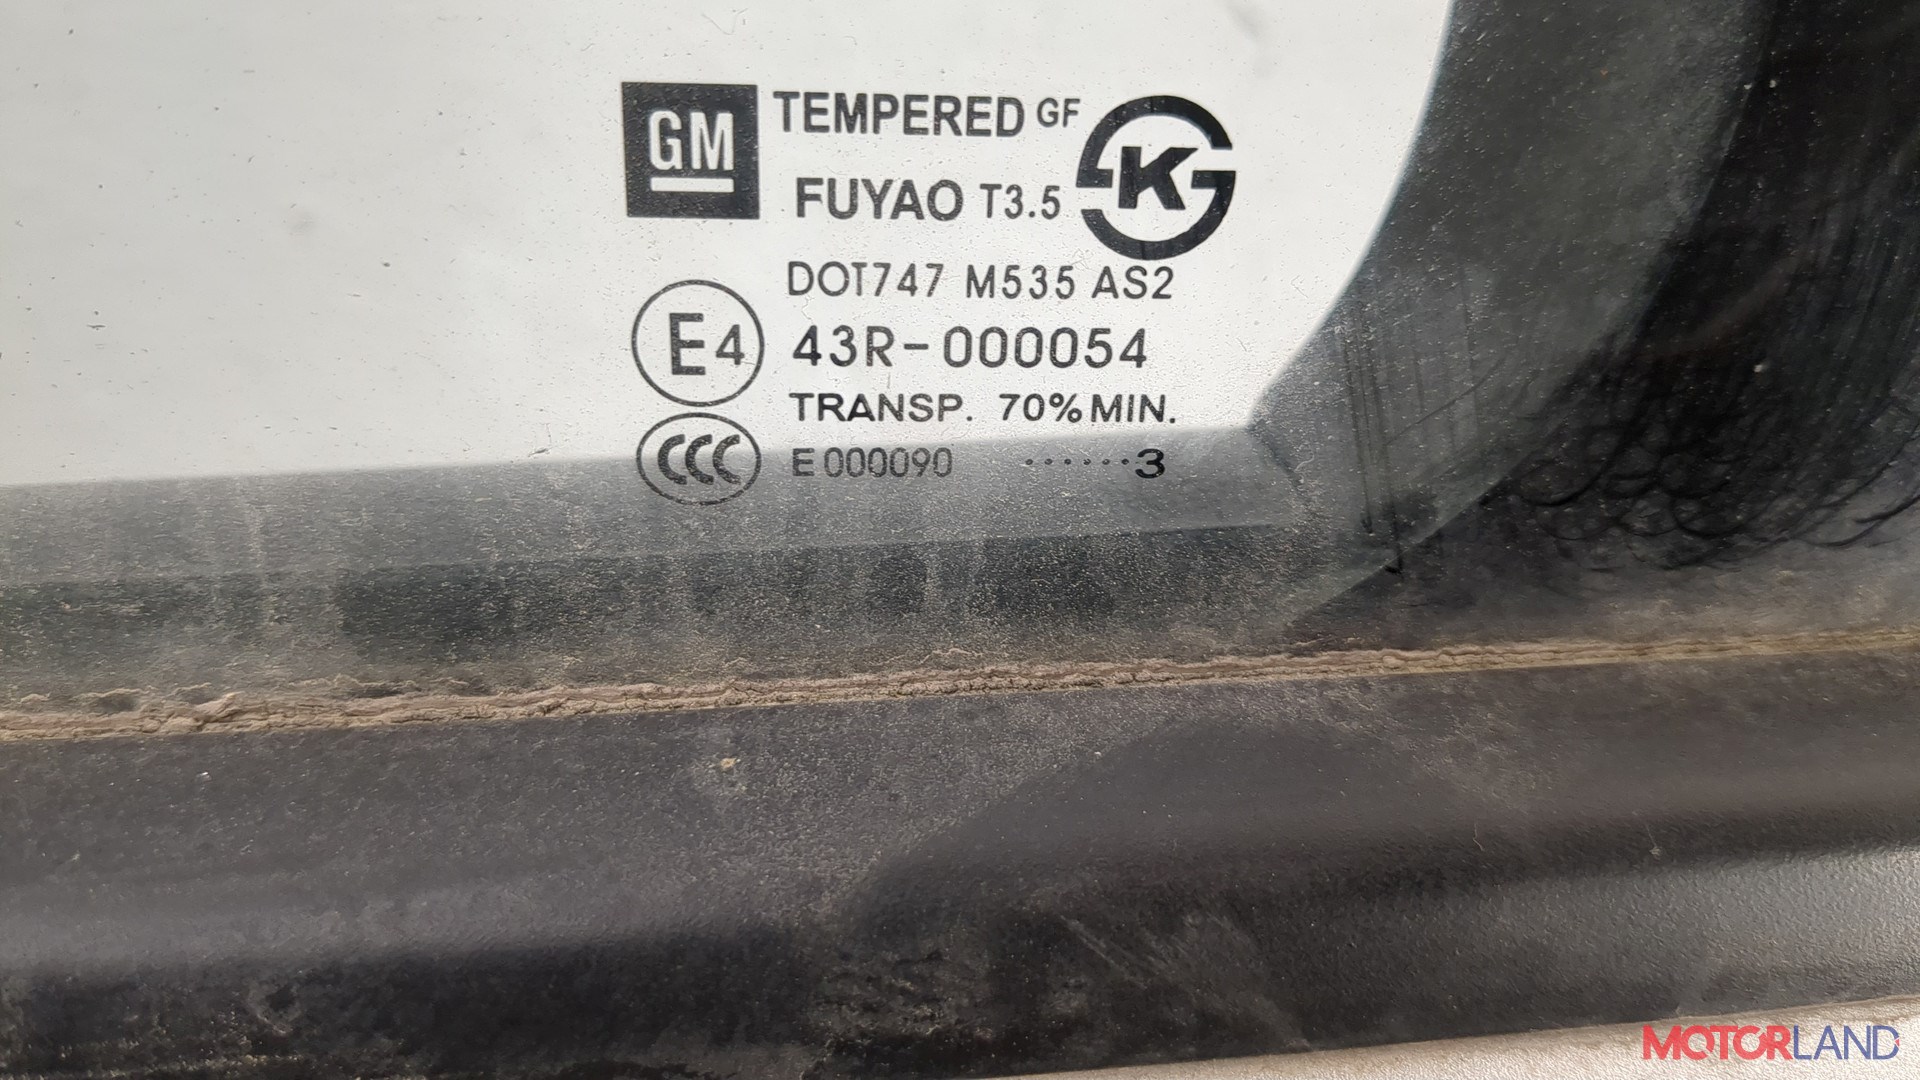 GM
TEMPERED GF
FUYAO T3.5
K
DOT747 M535 AS2
E4
43R-000054
TRANSP. 70% MIN.
CCC
E000090 ······3
MOTORLAND